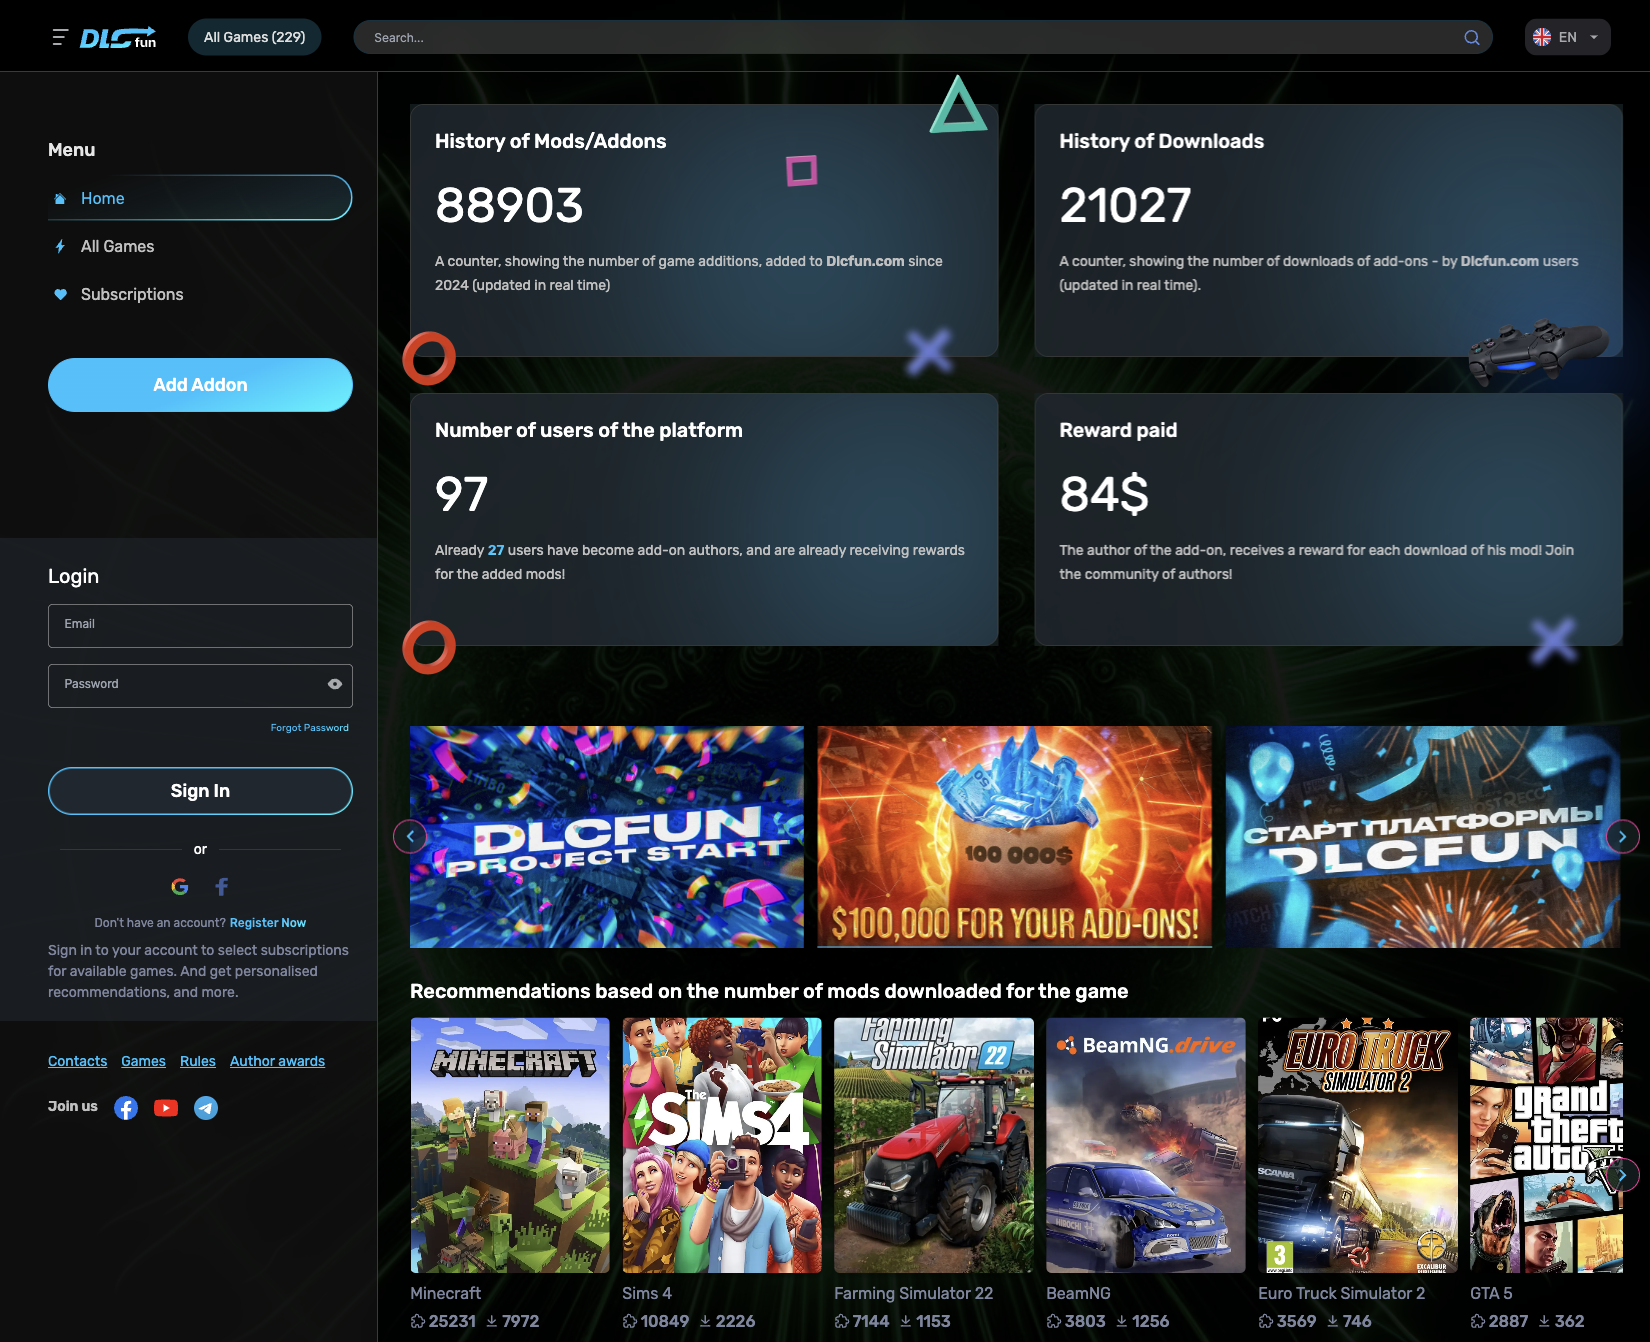 DLC fun
All Games (229)
Search...
EN
Menu
Home
All Games
Subscriptions
Add Addon
Login
Email
Password
Forgot Password
Sign In
or
Don't have an account? Register Now
Sign in to your account to select subscriptions
for available games. And get personalised
recommendations, and more.
Contacts Games Rules Author awards
Join us
History of Mods/Addons
88903
A counter, showing the number of game additions, added to Dlcfun.com since
2024 (updated in real time)
History of Downloads
21027
A counter, showing the number of downloads of add-ons - by Dlcfun.com users
(updated in real time).
Number of users of the platform
97
Already 27 users have become add-on authors, and are already receiving rewards
for the added mods!
Reward paid
84$
The author of the add-on, receives a reward for each download of his mod! Join
the community of authors!
DLCFUN
PROJECT START
100 000$
$100,000 FOR YOUR ADD-ONS!
СТАРТ ПЛАТФОРМЫ
DLCFUN
Recommendations based on the number of mods downloaded for the game
MINECRAFT
The SIMS 4
Farming
Simulator 22
BeamNG.drive
EURO TRUCK
SIMULATOR 2
SCANIA
3
EXCALIBUR
grand
theft
auto
V
Minecraft
25231 7972
Sims 4
10849 2226
Farming Simulator 22
7144 1153
BeamNG
3803 1256
Euro Truck Simulator 2
3569 746
GTA 5
2887 362